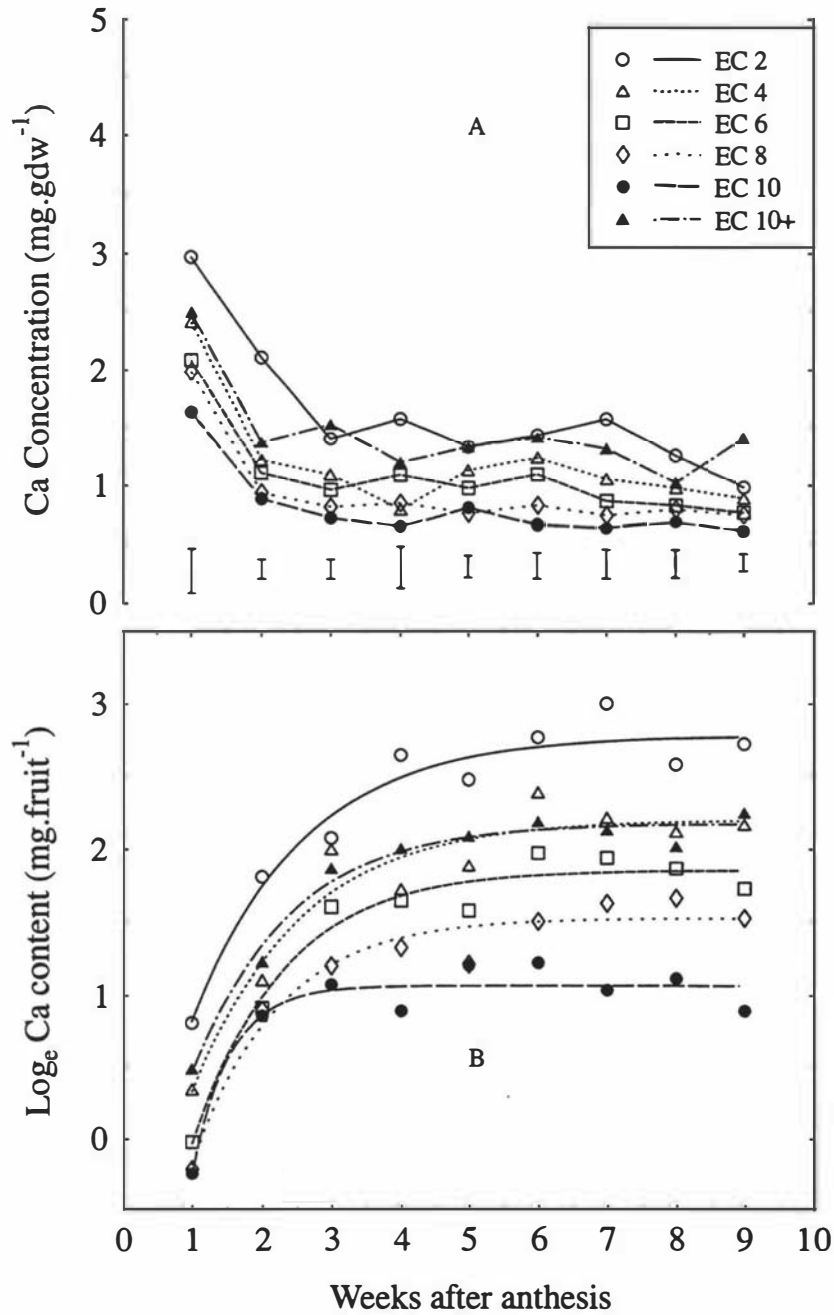 5
4
3
2
1
0
Ca Concentration (mg.gdw⁻¹)
A
EC 2
EC 4
EC 6
EC 8
EC 10
EC 10+
3
2
1
0
Logₑ Ca content (mg.fruit⁻¹)
B
0 1 2 3 4 5 6 7 8 9 10
Weeks after anthesis